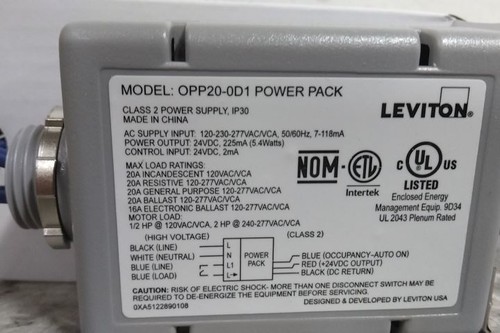 MODEL: OPP20-0D1 POWER PACK
LEVITON®
CLASS 2 POWER SUPPLY, IP30
MADE IN CHINA
AC SUPPLY INPUT: 120-230-277VAC/VCA, 50/60Hz, 7-118mA
POWER OUTPUT: 24VDC, 225mA (5.4Watts)
CONTROL INPUT: 24VDC, 2mA
MAX LOAD RATINGS:
20A INCANDESCENT 120VAC/VCA
20A RESISTIVE 120-277VAC/VCA
20A GENERAL PURPOSE 120-277VAC/VCA
20A BALLAST 120-277VAC/VCA
16A ELECTRONIC BALLAST 120-277VAC/VCA
MOTOR LOAD:
1/2 HP @ 120VAC/VCA, 2 HP @ 240-277VAC/VCA
NOM
ETL
Intertek
C UL US
LISTED
Enclosed Energy
Management Equip. 9D34
UL 2043 Plenum Rated
(HIGH VOLTAGE) (CLASS 2)
BLACK (LINE) L
WHITE (NEUTRAL) N
BLUE (LINE) L1
BLUE (LOAD)
POWER
PACK
BLUE (OCCUPANCY-AUTO ON)
RED (+24VDC OUTPUT)
BLACK (DC RETURN)
CAUTION: RISK OF ELECTRIC SHOCK- MORE THAN ONE DISCONNECT SWITCH MAY BE
REQUIRED TO DE-ENERGIZE THE EQUIPMENT BEFORE SERVICING.
0XA5122890108 DESIGNED & DEVELOPED BY LEVITON USA